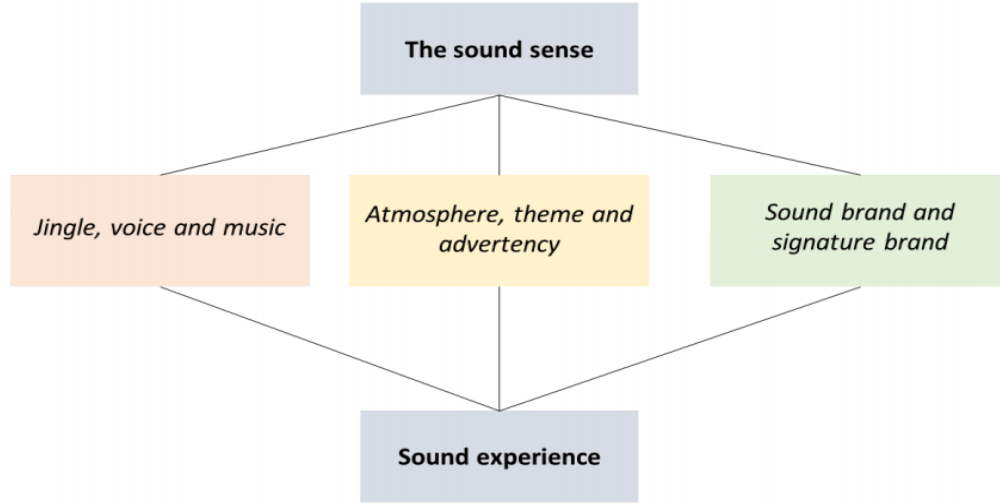 The sound sense
Jingle, voice and music
Atmosphere, theme and
advertency
Sound brand and
signature brand
Sound experience